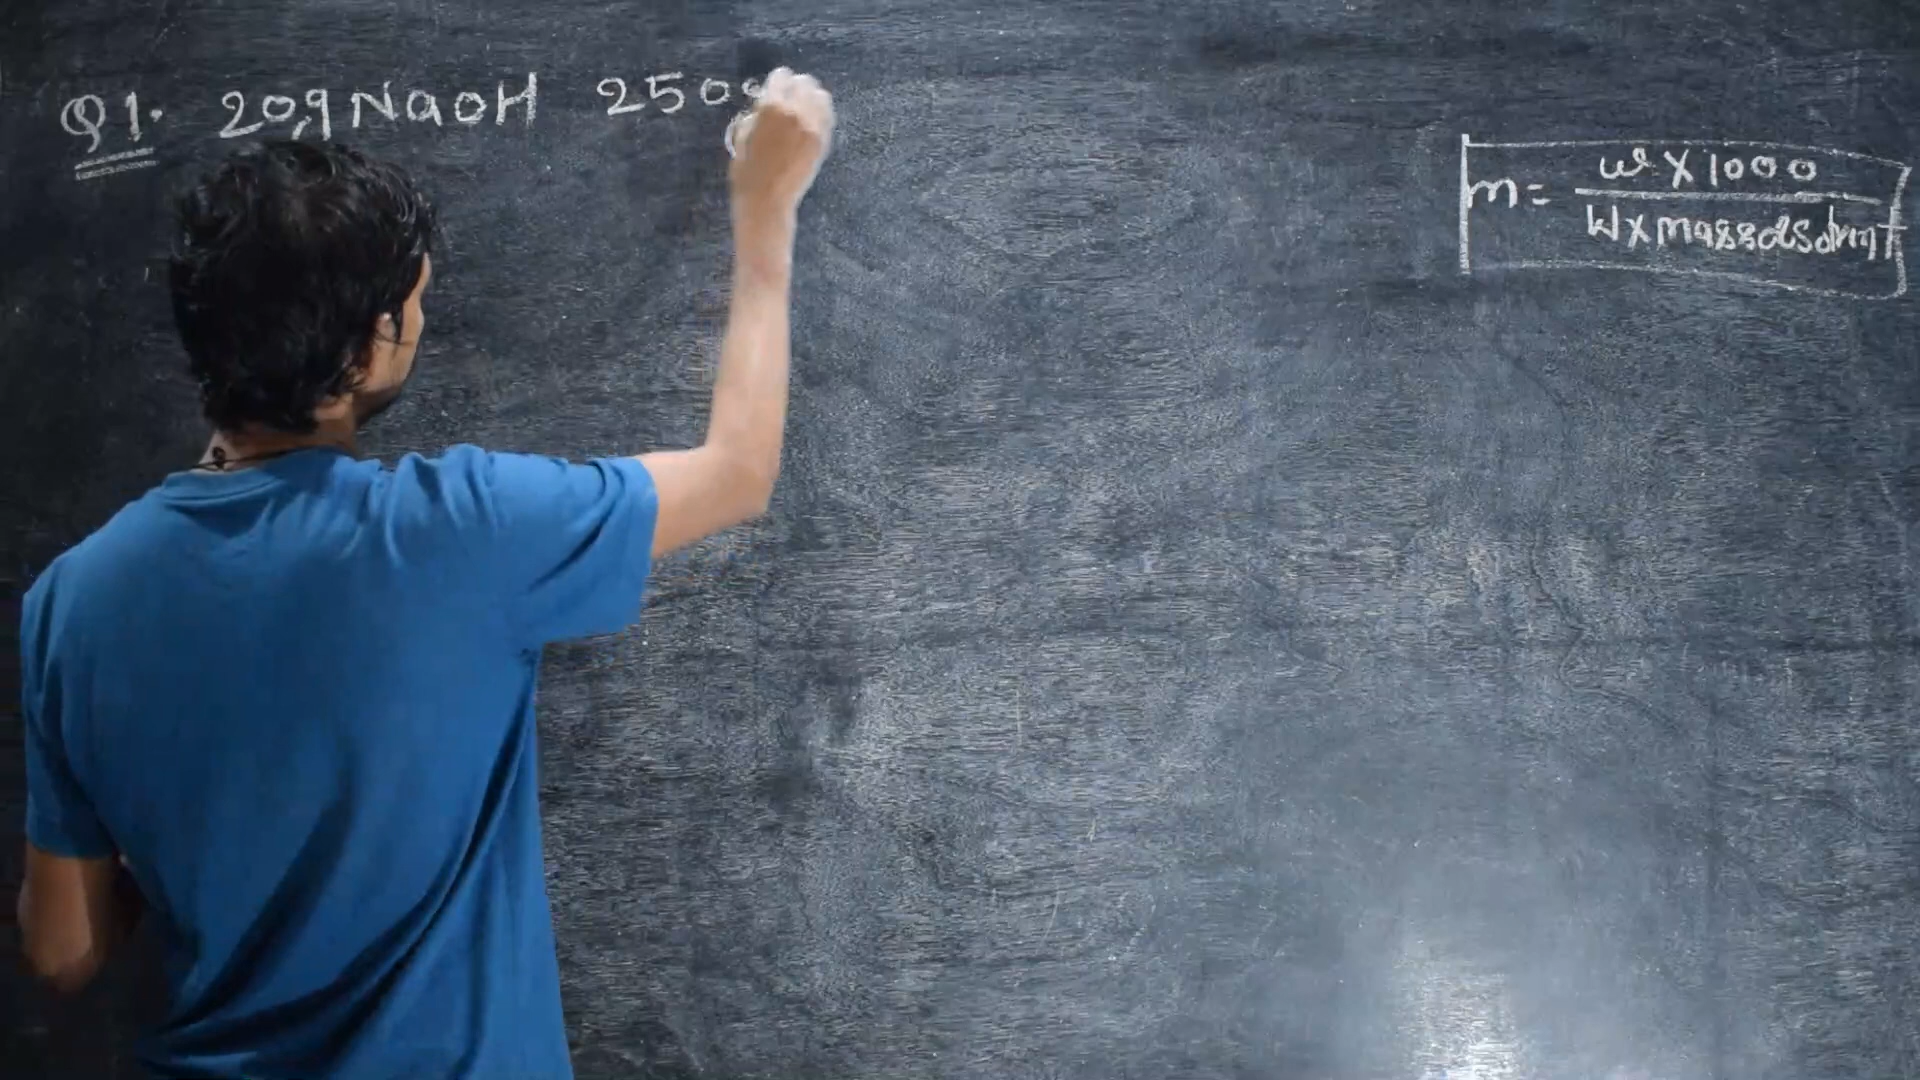 Q1. 20g NaOH 250g
m = w x 1000
W x mass of Solvent